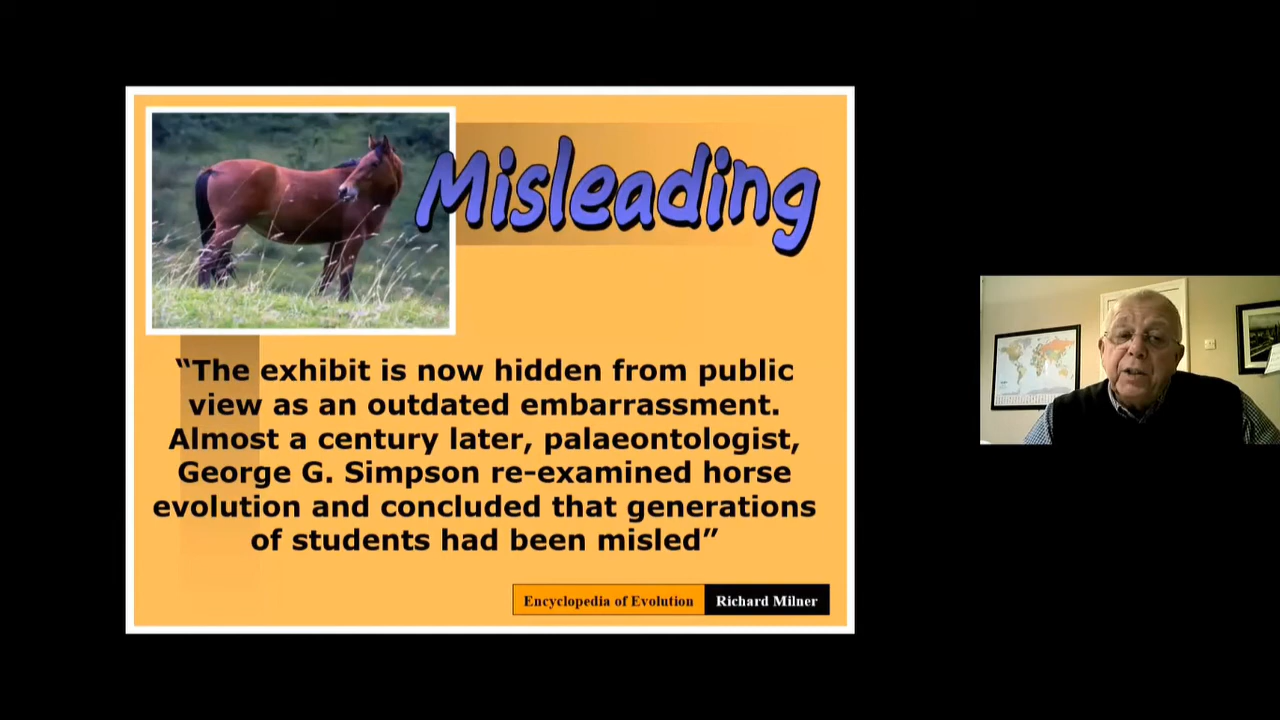 Misleading
“The exhibit is now hidden from public
view as an outdated embarrassment.
Almost a century later, palaeontologist,
George G. Simpson re-examined horse
evolution and concluded that generations
of students had been misled”
Encyclopedia of Evolution Richard Milner